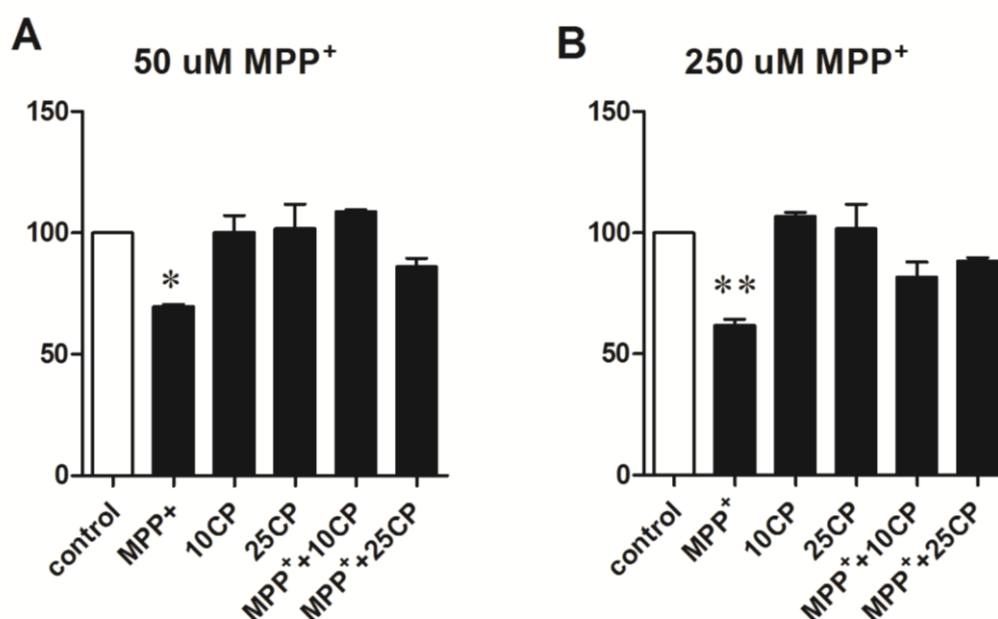 A
50 uM MPP⁺
150
100
50
0
*
control
MPP+
10CP
25CP
MPP⁺+10CP
MPP⁺+25CP
B
250 uM MPP⁺
150
100
50
0
**
control
MPP⁺
10CP
25CP
MPP⁺+10CP
MPP⁺+25CP